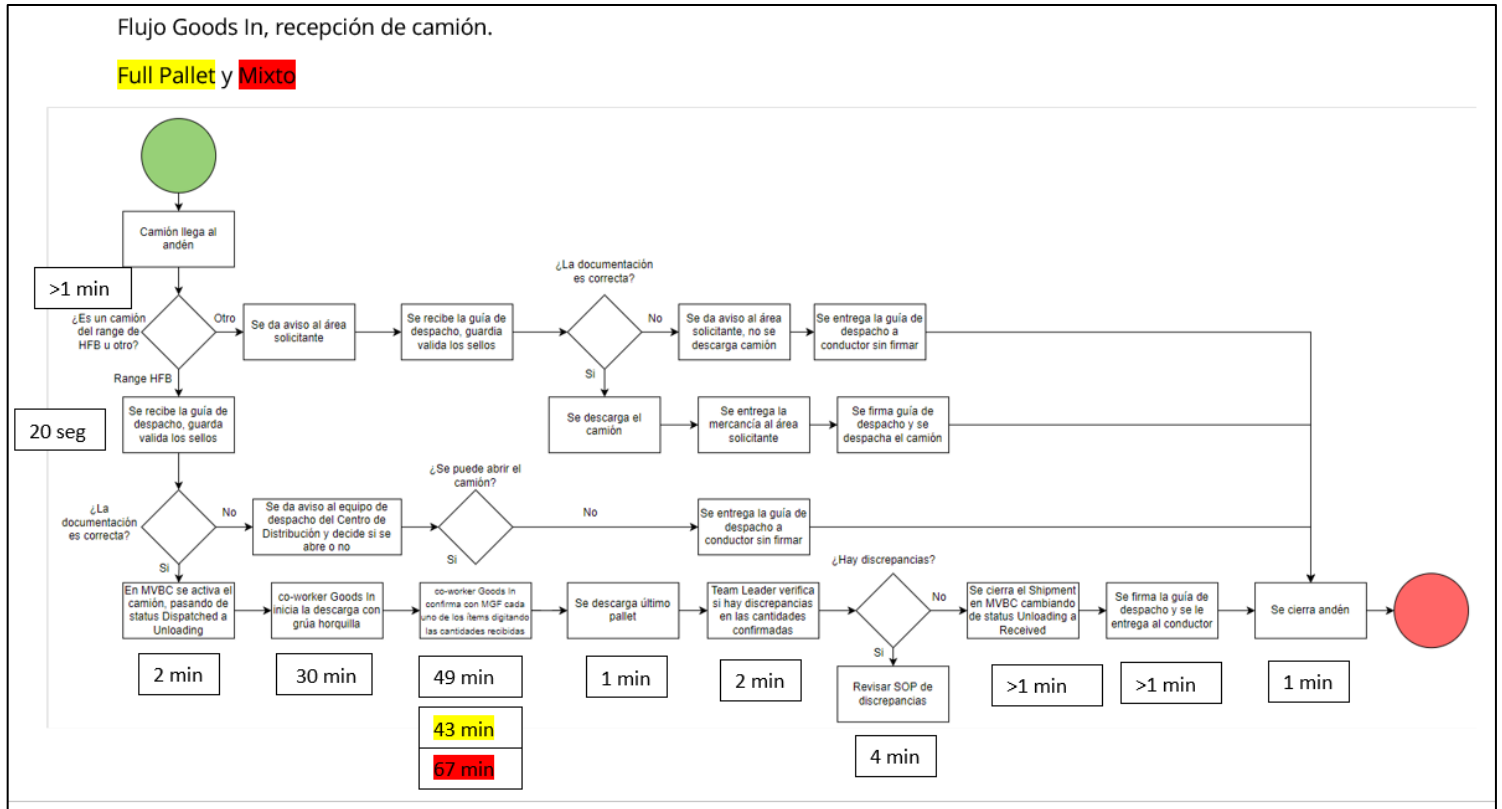 Flujo Goods In, recepción de camión.
Full Pallet y Mixto
Camión llega al
andén
>1 min
¿Es un camión
del range de
HFB u otro?
Otro
Se da aviso al área
solicitante
Se recibe la guía de
despacho, guardia
valida los sellos
¿La documentación
es correcta?
No
Se da aviso al área
solicitante, no se
descarga camión
Se entrega la guía de
despacho a
conductor sin firmar
Si
Se descarga el
camión
Se entrega la
mercancía al área
solicitante
Se firma guía de
despacho y se
despacha el camión
Range HFB
20 seg
Se recibe la guía de
despacho, guarda
valida los sellos
¿La
documentación
es correcta?
No
Se da aviso al equipo de
despacho del Centro de
Distribución y decide si se
abre o no
¿Se puede abrir el
camión?
No
Se entrega la guía de
despacho a
conductor sin firmar
Si
Si
En MVBC se activa el
camión, pasando de
status Dispatched a
Unloading
co-worker Goods In
inicia la descarga con
grúa horquilla
co-worker Goods In
confirma con MGF cada
uno de los ítems digitando
las cantidades recibidas
Se descarga último
pallet
Team Leader verifica
si hay discrepancias
en las cantidades
confirmadas
¿Hay discrepancias?
No
Se cierra el Shipment
en MVBC cambiando
de status Unloading a
Received
Se firma la guía de
despacho y se le
entrega al conductor
Se cierra andén
Si
Revisar SOP de
discrepancias
2 min
30 min
49 min
43 min
67 min
1 min
2 min
4 min
>1 min
>1 min
1 min